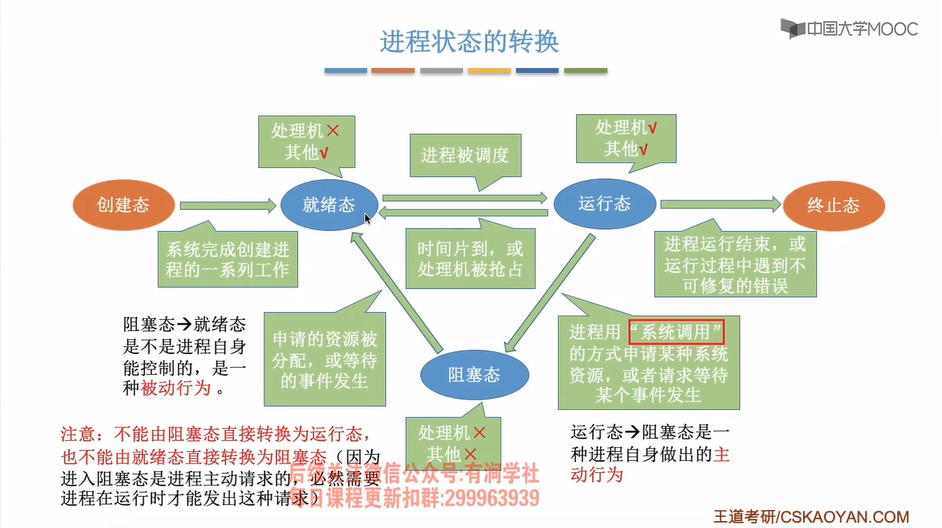 进程状态的转换
中国大学MOOC
处理机×
其他√
进程被调度
处理机√
其他√
创建态
就绪态
运行态
终止态
系统完成创建进
程的一系列工作
时间片到，或
处理机被抢占
进程运行结束，或
运行过程中遇到不
可修复的错误
阻塞态→就绪态
是不是进程自身
能控制的，是一
种被动行为。
申请的资源被
分配，或等待
的事件发生
进程用“系统调用”
的方式申请某种系统
资源，或者请求等待
某个事件发生
阻塞态
处理机×
其他×
运行态→阻塞态是一
种进程自身做出的主
动行为
注意：不能由阻塞态直接转换为运行态，
也不能由就绪态直接转换为阻塞态（因为
进入阻塞态是进程主动请求的，必然需要
进程在运行时才能发出这种请求）
后续关注微信公众号:有润学社
每日课程更新扣群:299963939
王道考研/CSKAOYAN.COM